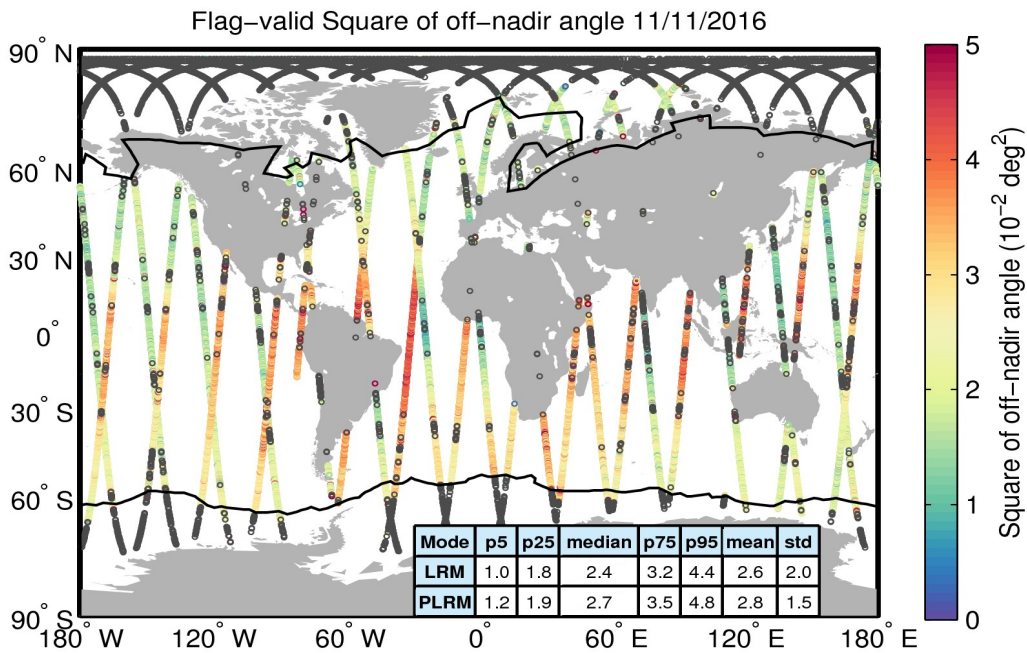 Flag−valid Square of off−nadir angle 11/11/2016
90° N
60° N
30° N
0°
30° S
60° S
90° S
180° W
120° W
60° W
0°
60° E
120° E
180° E
Mode p5 p25 median p75 p95 mean std
LRM 1.0 1.8 2.4 3.2 4.4 2.6 2.0
PLRM 1.2 1.9 2.7 3.5 4.8 2.8 1.5
5
4
3
2
1
0
Square of off−nadir angle (10⁻² deg²)